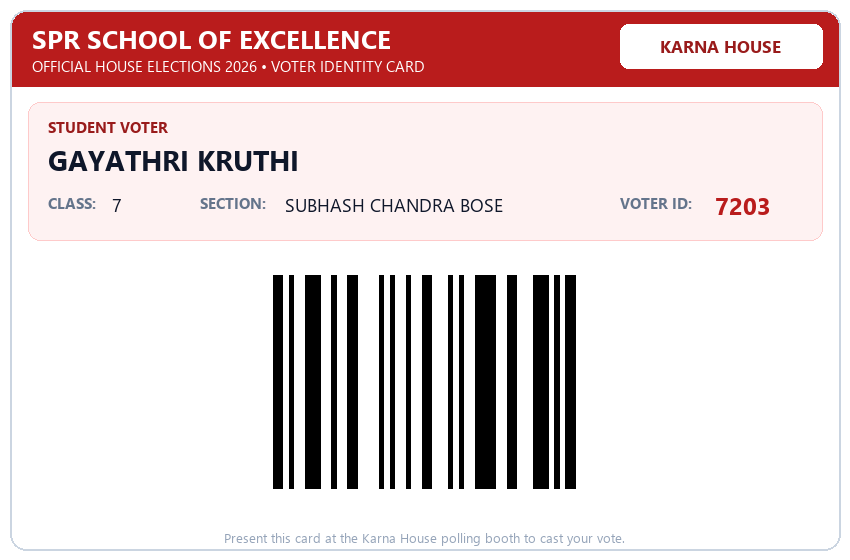 SPR SCHOOL OF EXCELLENCE
KARNA HOUSE
OFFICIAL HOUSE ELECTIONS 2026 • VOTER IDENTITY CARD
STUDENT VOTER
GAYATHRI KRUTHI
CLASS: 7 SECTION: SUBHASH CHANDRA BOSE VOTER ID: 7203
Present this card at the Karna House polling booth to cast your vote.